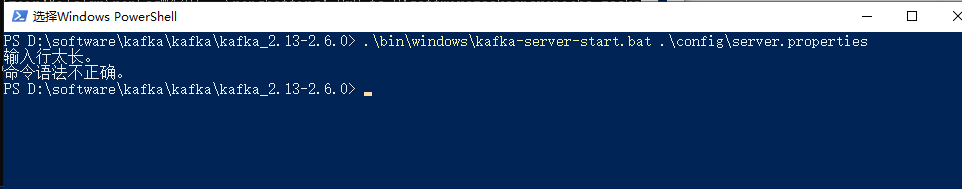 选择Windows PowerShell
PS D:\software\kafka\kafka\kafka_2.13-2.6.0> .\bin\windows\kafka-server-start.bat .\config\server.properties
输入行太长。
命令语法不正确。
PS D:\software\kafka\kafka\kafka_2.13-2.6.0>